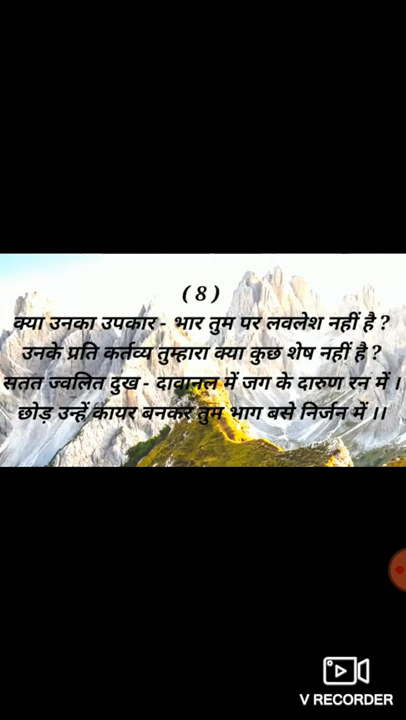 ( 8 )
क्या उनका उपकार - भार तुम पर लवलेश नहीं है ?
उनके प्रति कर्तव्य तुम्हारा क्या कुछ शेष नहीं है ?
सतत ज्वलित दुख - दावानल में जग के दारुण रन में ।
छोड़ उन्हें कायर बनकर तुम भाग बसे निर्जन में ।।
V RECORDER